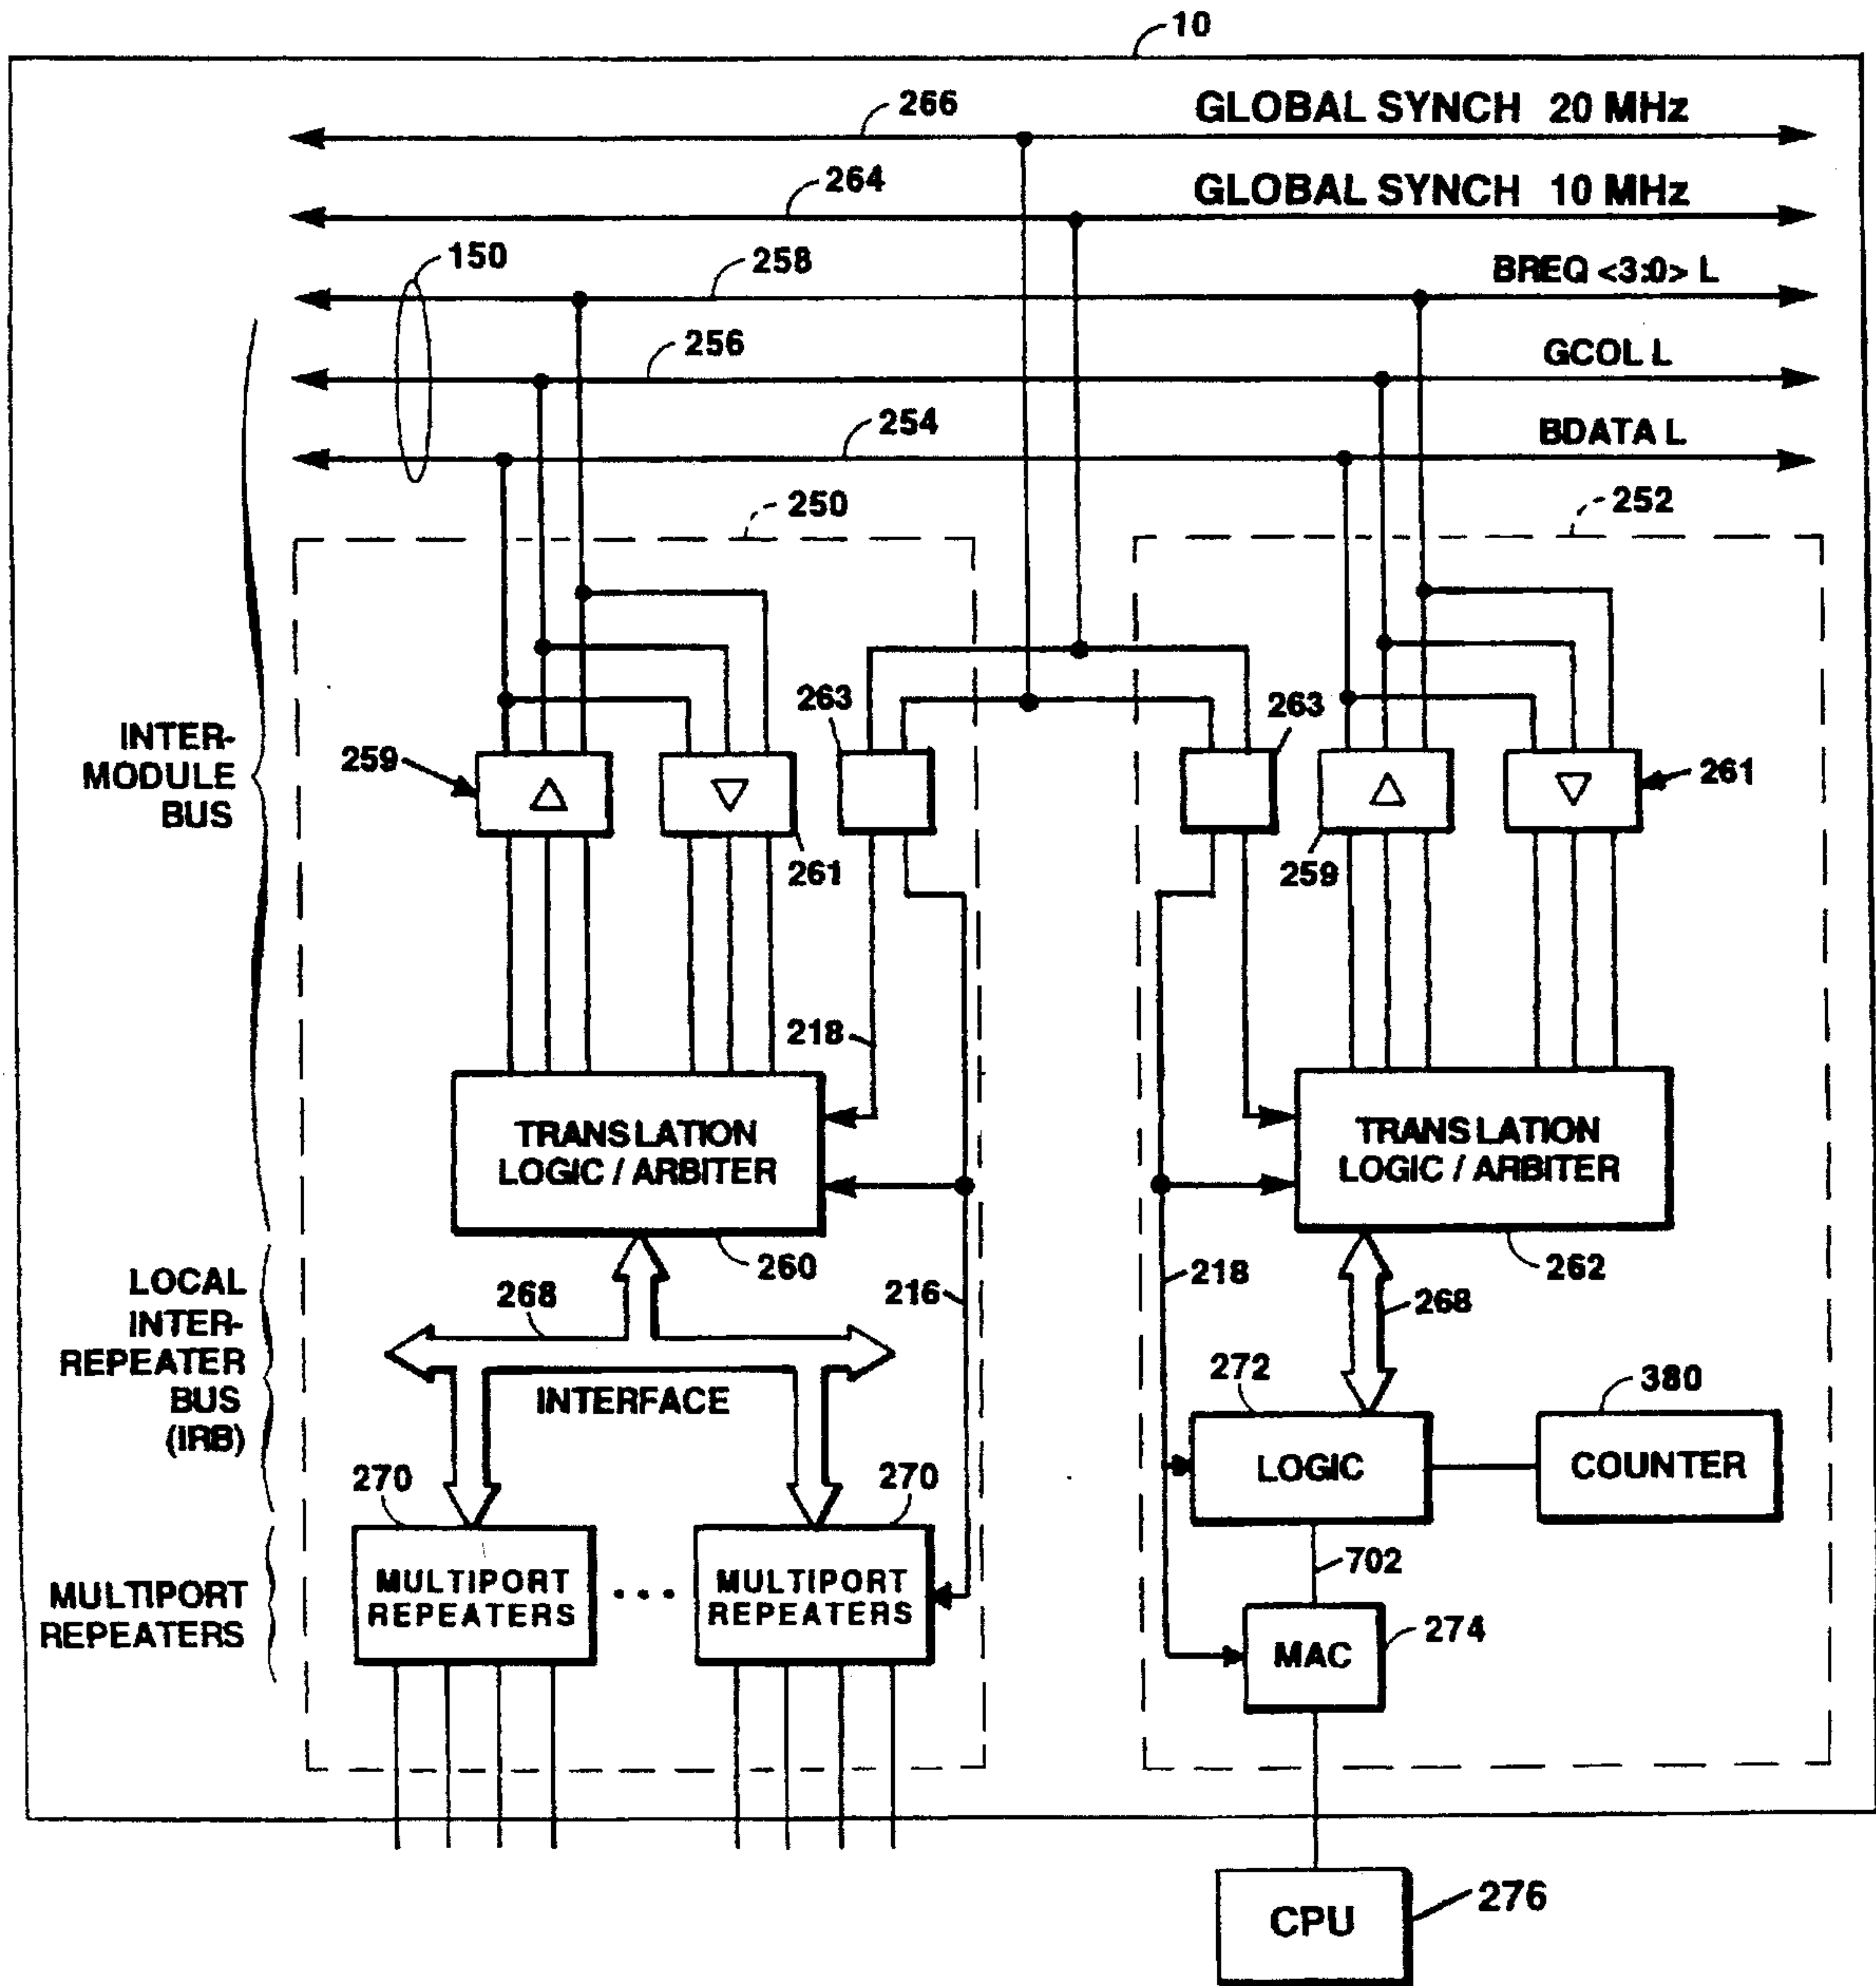 10
266
GLOBAL SYNCH 20 MHz
264
GLOBAL SYNCH 10 MHz
150
258
BREQ <3:0> L
256
GCOL L
254
BDATA L
250
252
INTER-
MODULE
BUS
263
263
259
261
261
259
218
TRANSLATION
LOGIC / ARBITER
TRANSLATION
LOGIC / ARBITER
260
262
LOCAL
INTER-
REPEATER
BUS
(IRB)
268
216
218
268
INTERFACE
272
380
LOGIC
COUNTER
270
270
702
MULTIPORT
REPEATERS
MULTIPORT
REPEATERS
...
MULTIPORT
REPEATERS
MAC
274
CPU
276